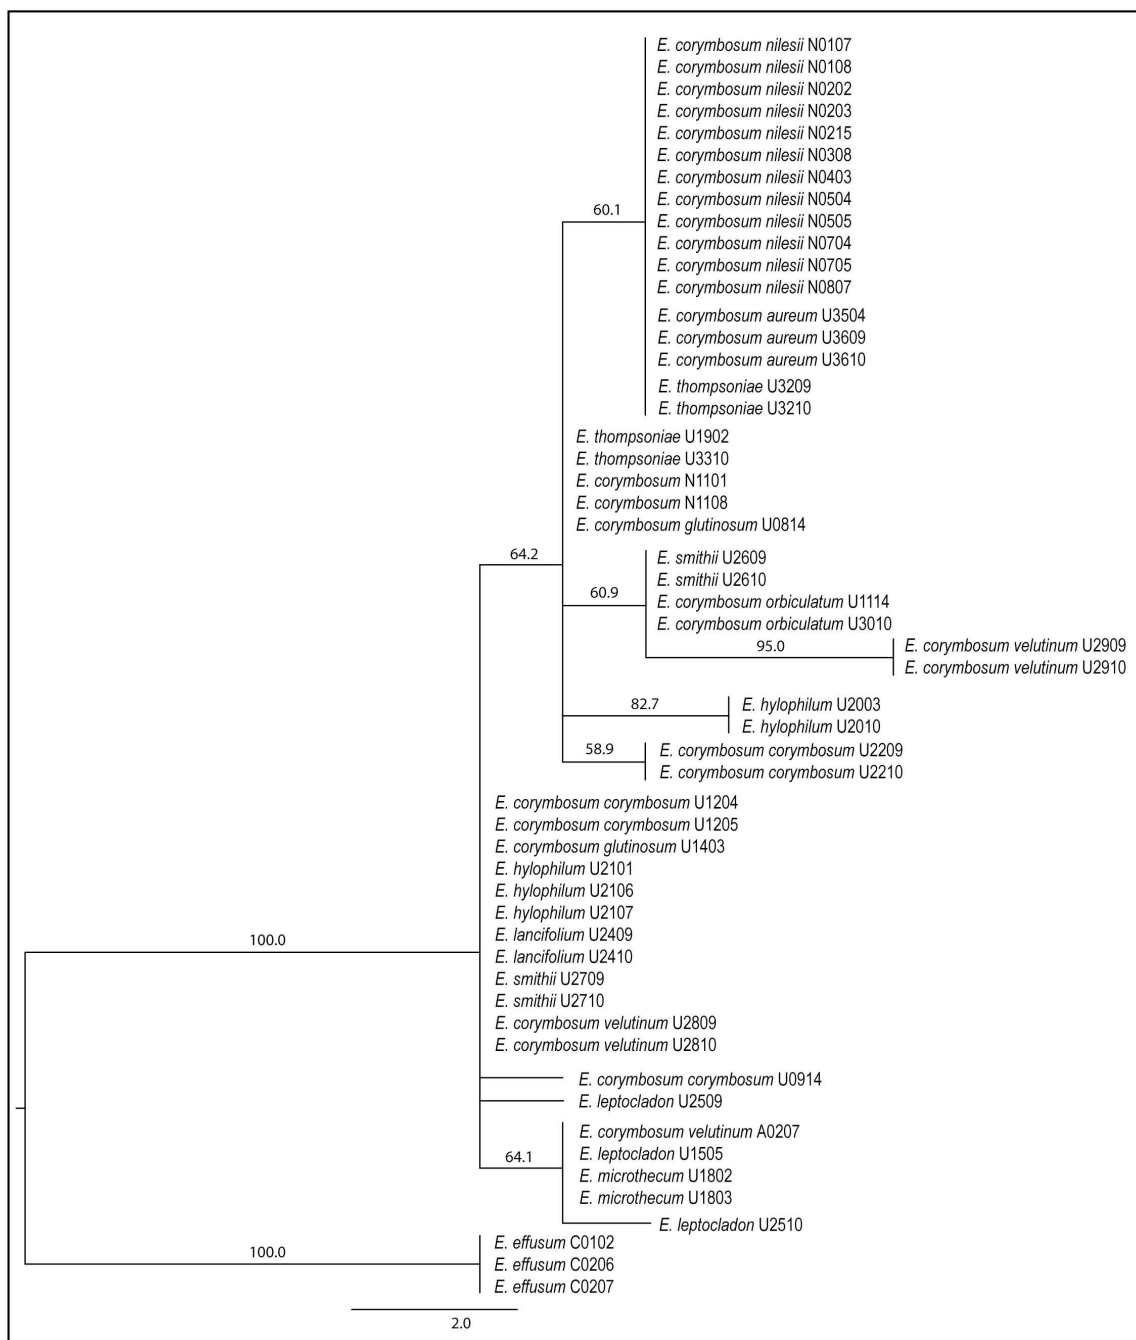 E. corymbosum nilesii N0107
E. corymbosum nilesii N0108
E. corymbosum nilesii N0202
E. corymbosum nilesii N0203
E. corymbosum nilesii N0215
E. corymbosum nilesii N0308
E. corymbosum nilesii N0403
E. corymbosum nilesii N0504
60.1
E. corymbosum nilesii N0505
E. corymbosum nilesii N0704
E. corymbosum nilesii N0705
E. corymbosum nilesii N0807
E. corymbosum aureum U3504
E. corymbosum aureum U3609
E. corymbosum aureum U3610
E. thompsoniae U3209
E. thompsoniae U3210
E. thompsoniae U1902
E. thompsoniae U3310
E. corymbosum N1101
E. corymbosum N1108
E. corymbosum glutinosum U0814
64.2
E. smithii U2609
E. smithii U2610
60.9
E. corymbosum orbiculatum U1114
E. corymbosum orbiculatum U3010
95.0
E. corymbosum velutinum U2909
E. corymbosum velutinum U2910
82.7
E. hylophilum U2003
E. hylophilum U2010
58.9
E. corymbosum corymbosum U2209
E. corymbosum corymbosum U2210
E. corymbosum corymbosum U1204
E. corymbosum corymbosum U1205
E. corymbosum glutinosum U1403
E. hylophilum U2101
E. hylophilum U2106
E. hylophilum U2107
E. lancifolium U2409
100.0
E. lancifolium U2410
E. smithii U2709
E. smithii U2710
E. corymbosum velutinum U2809
E. corymbosum velutinum U2810
E. corymbosum corymbosum U0914
E. leptocladon U2509
E. corymbosum velutinum A0207
64.1
E. leptocladon U1505
E. microthecum U1802
E. microthecum U1803
E. leptocladon U2510
E. effusum C0102
100.0
E. effusum C0206
E. effusum C0207
2.0